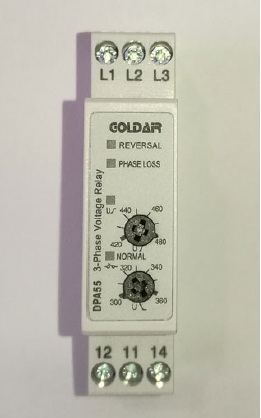 L1 L2 L3
GOLDAIR
REVERSAL
PHASE LOSS
440 460
420 480
NORMAL
320 340
300 360
DPA55 3-Phase Voltage Relay
12 11 14